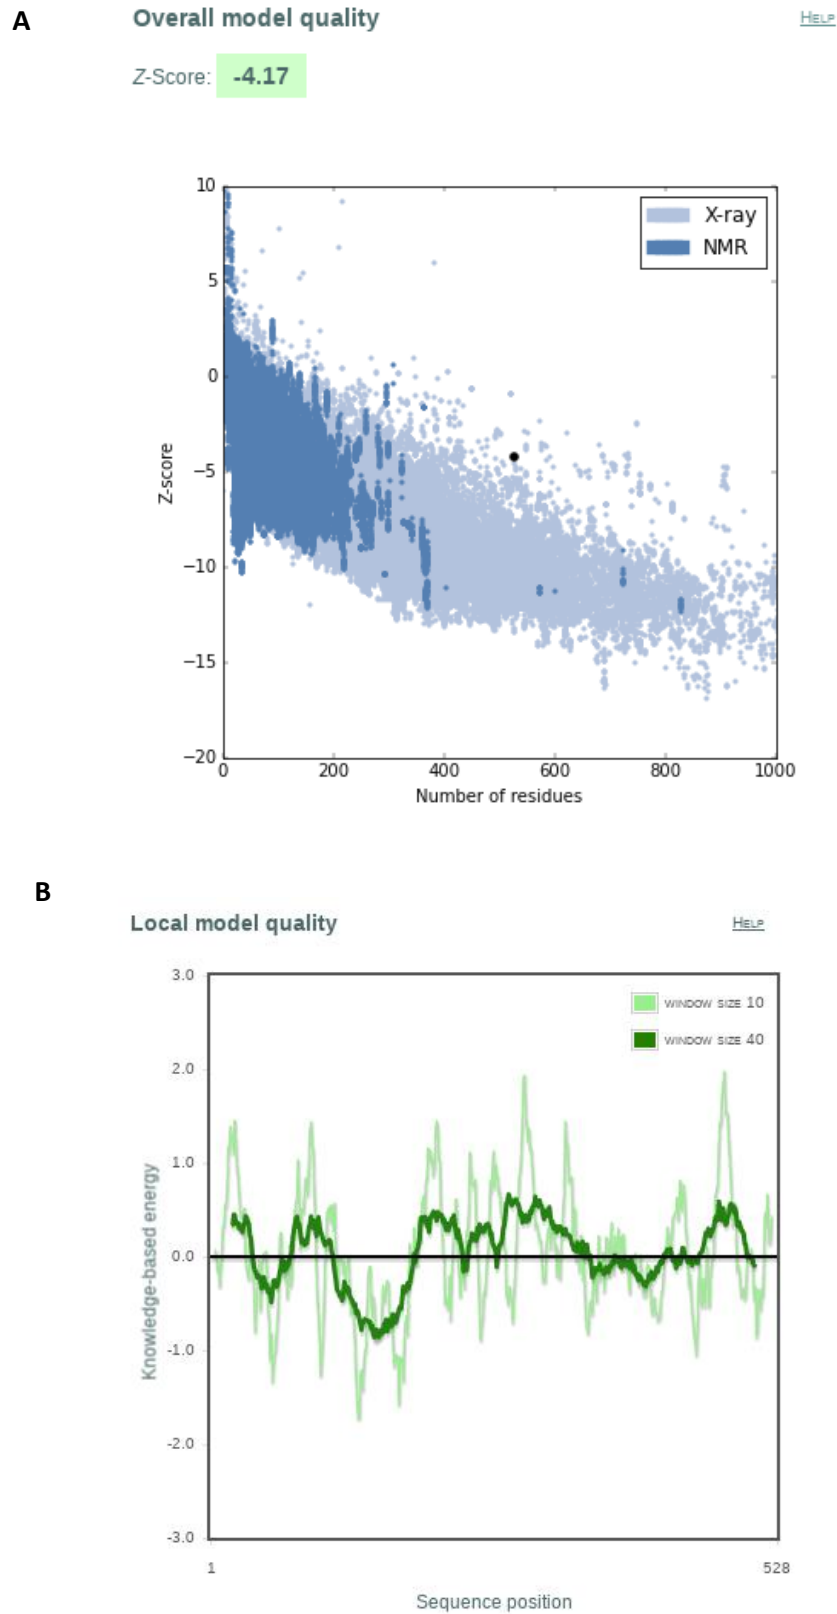 A
Overall model quality
HELP
Z-Score: -4.17
10
5
0
−5
−10
−15
−20
Z-score
X-ray
NMR
0 200 400 600 800 1000
Number of residues
B
Local model quality
HELP
3.0
2.0
1.0
0.0
-1.0
-2.0
-3.0
Knowledge-based energy
WINDOW SIZE 10
WINDOW SIZE 40
1 528
Sequence position